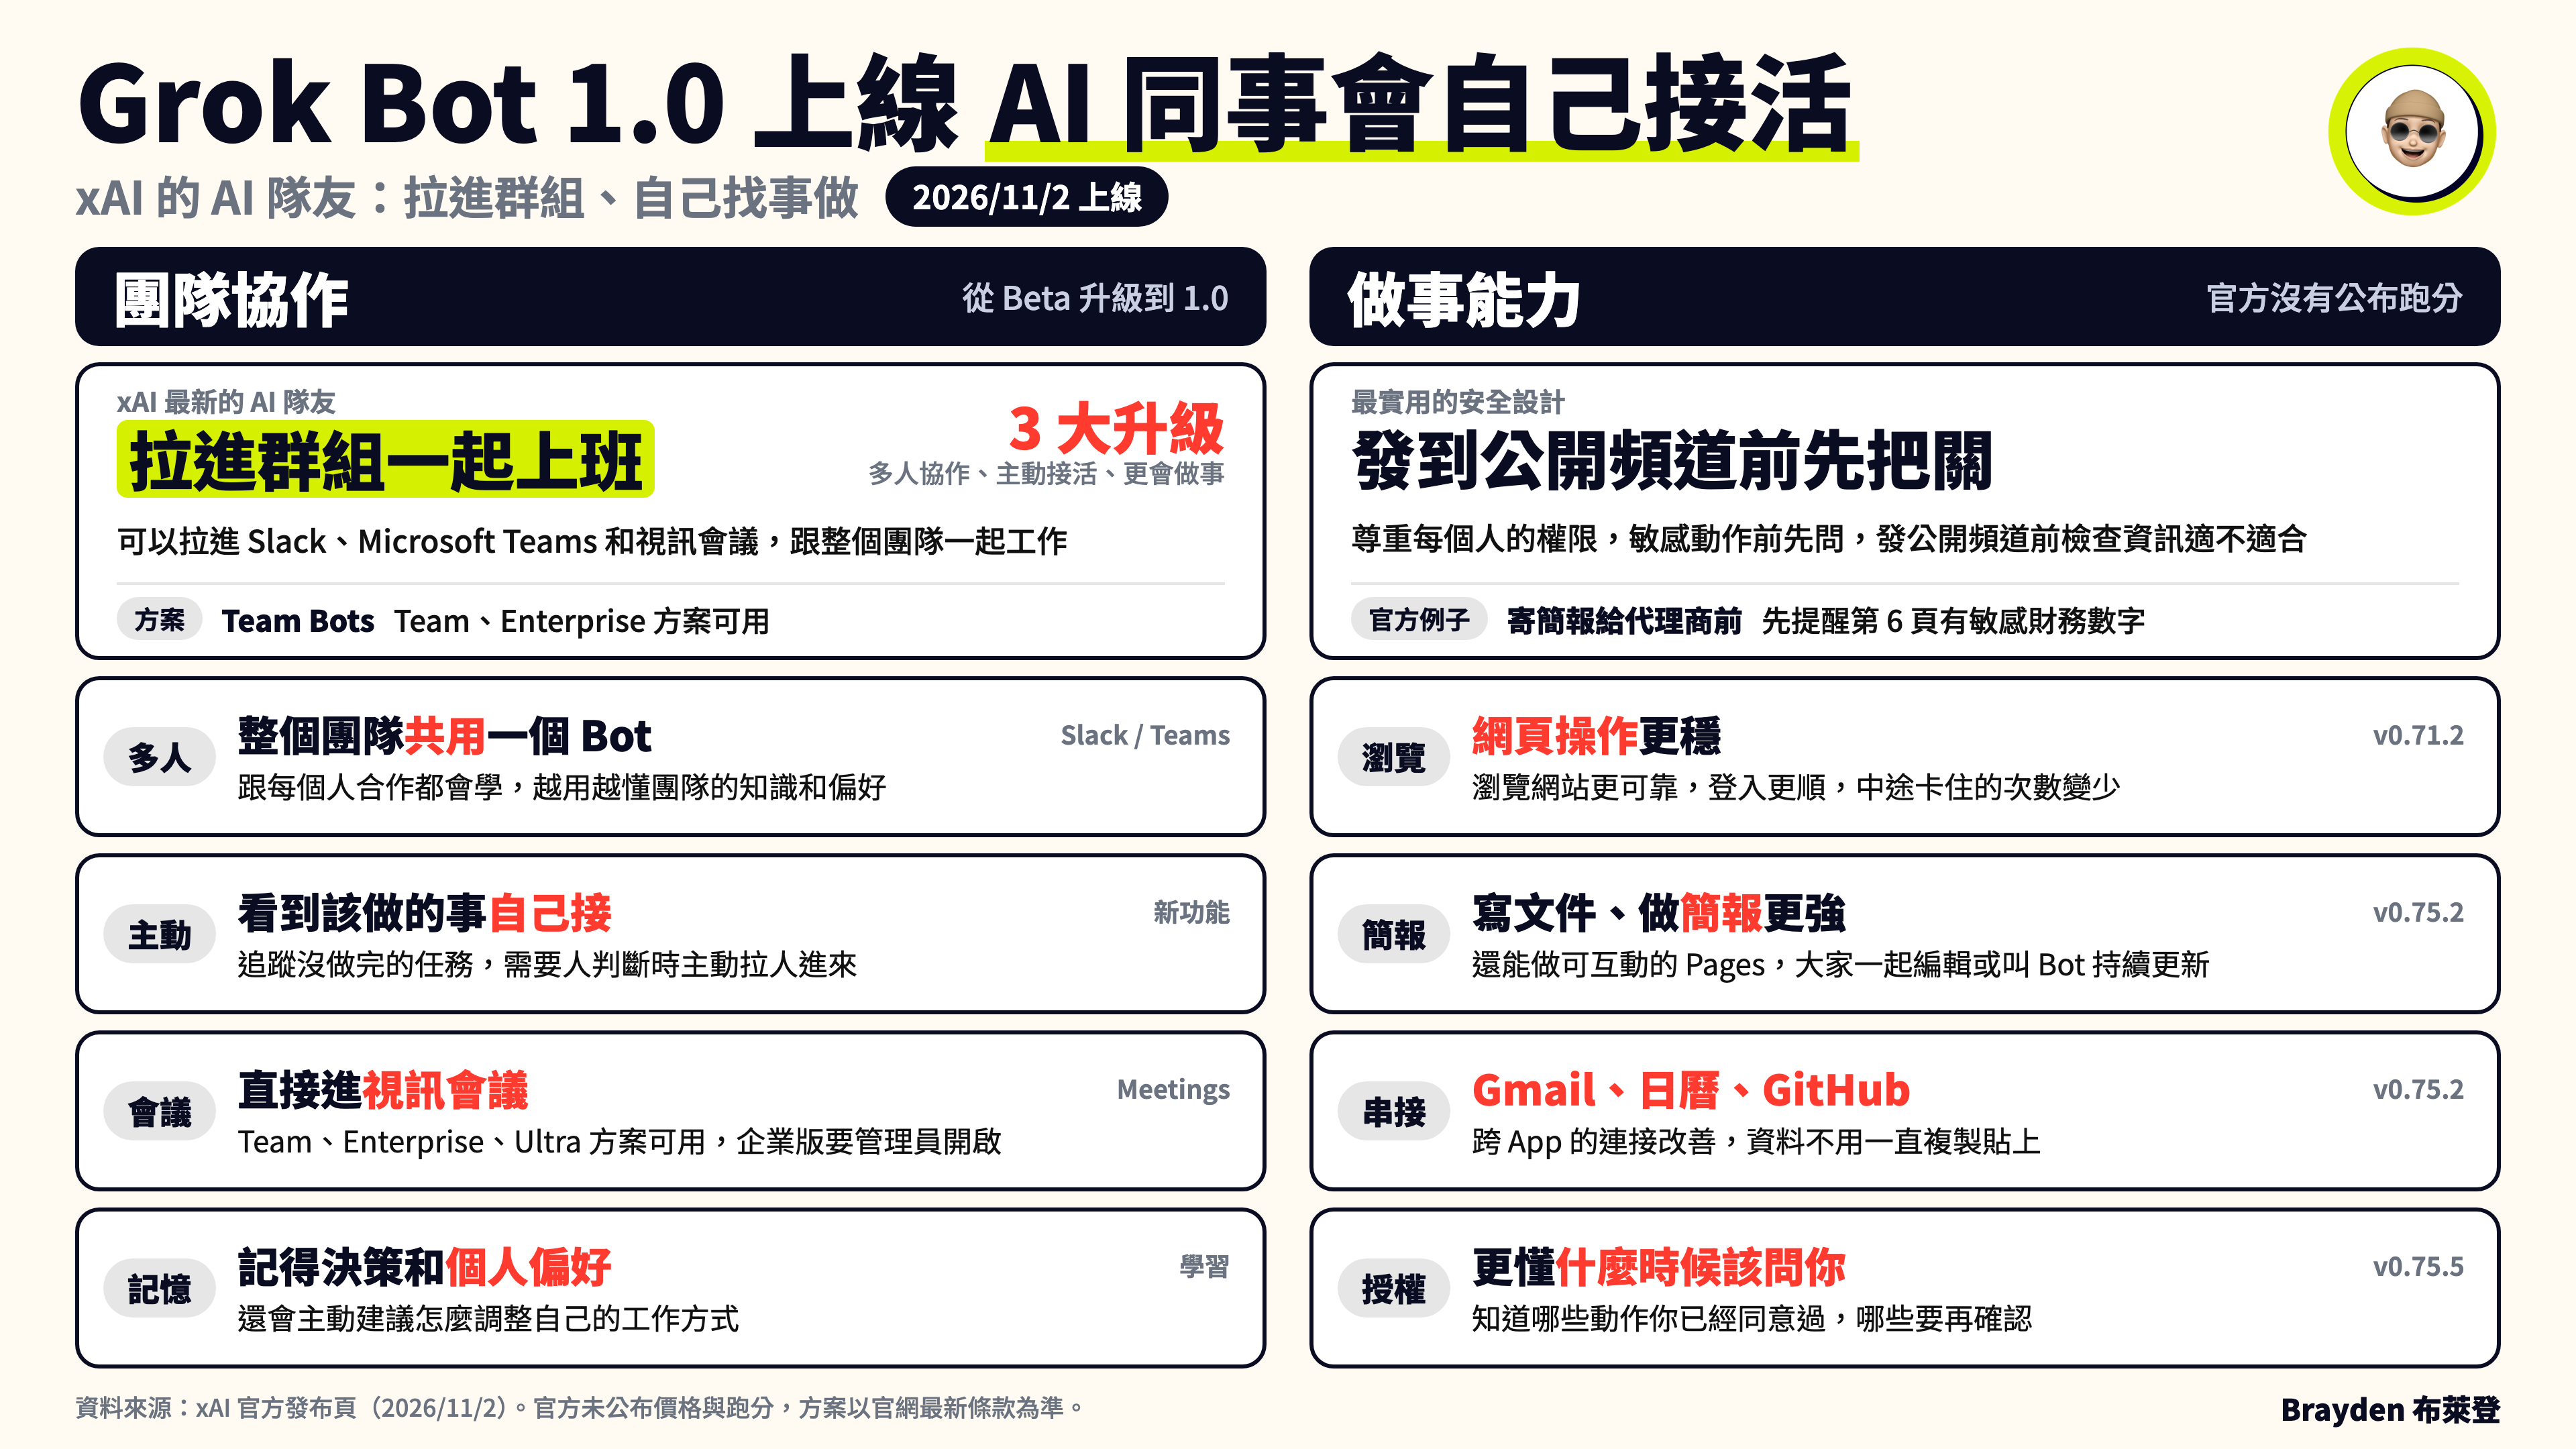 Grok Bot 1.0 上線 AI 同事會自己接活
xAI 的 AI 隊友：拉進群組、自己找事做
2026/11/2 上線
團隊協作
從 Beta 升級到 1.0
xAI 最新的 AI 隊友
拉進群組一起上班
3 大升級
多人協作、主動接活、更會做事
可以拉進 Slack、Microsoft Teams 和視訊會議，跟整個團隊一起工作
方案 Team Bots Team、Enterprise 方案可用
多人
整個團隊共用一個 Bot
Slack / Teams
跟每個人合作都會學，越用越懂團隊的知識和偏好
主動
看到該做的事自己接
新功能
追蹤沒做完的任務，需要人判斷時主動拉人進來
會議
直接進視訊會議
Meetings
Team、Enterprise、Ultra 方案可用，企業版要管理員開啟
記憶
記得決策和個人偏好
學習
還會主動建議怎麼調整自己的工作方式
做事能力
官方沒有公布跑分
最實用的安全設計
發到公開頻道前先把關
尊重每個人的權限，敏感動作前先問，發公開頻道前檢查資訊適不適合
官方例子 寄簡報給代理商前 先提醒第 6 頁有敏感財務數字
瀏覽
網頁操作更穩
v0.71.2
瀏覽網站更可靠，登入更順，中途卡住的次數變少
簡報
寫文件、做簡報更強
v0.75.2
還能做可互動的 Pages，大家一起編輯或叫 Bot 持續更新
串接
Gmail、日曆、GitHub
v0.75.2
跨 App 的連接改善，資料不用一直複製貼上
授權
更懂什麼時候該問你
v0.75.5
知道哪些動作你已經同意過，哪些要再確認
資料來源：xAI 官方發布頁（2026/11/2）。官方未公布價格與跑分，方案以官網最新條款為準。
Brayden 布萊登